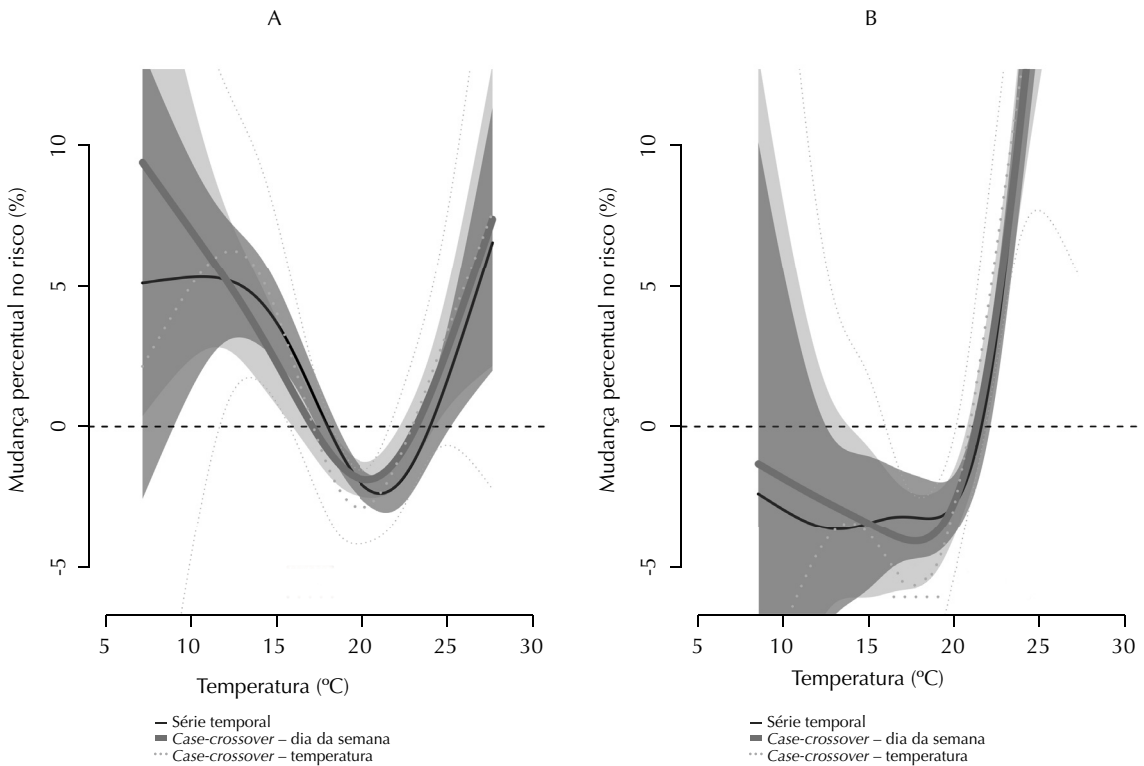 A
Mudança percentual no risco (%)
10
5
0
-5
5 10 15 20 25 30
Temperatura (ºC)
Série temporal
Case-crossover – dia da semana
Case-crossover – temperatura
B
Mudança percentual no risco (%)
10
5
0
-5
5 10 15 20 25 30
Temperatura (ºC)
Série temporal
Case-crossover – dia da semana
Case-crossover – temperatura